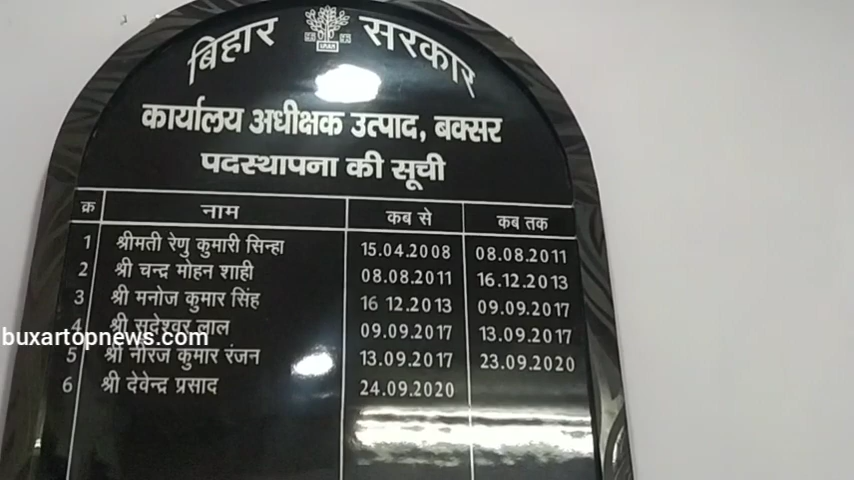 बिहार सरकार
कार्यालय अधीक्षक उत्पाद, बक्सर
पदस्थापना की सूची
क्र नाम कब से कब तक
1 श्रीमती रेणु कुमारी सिन्हा 15.04.2008 08.08.2011
2 श्री चन्द्र मोहन शाही 08.08.2011 16.12.2013
3 श्री मनोज कुमार सिंह 16 12.2013 09.09.2017
4 श्री लाल 09.09.2017 13.09.2017
buxartopnews.com
5 श्री नीरज कुमार रंजन 13.09.2017 23.09.2020
6 श्री देवेन्द्र प्रसाद 24.09.2020